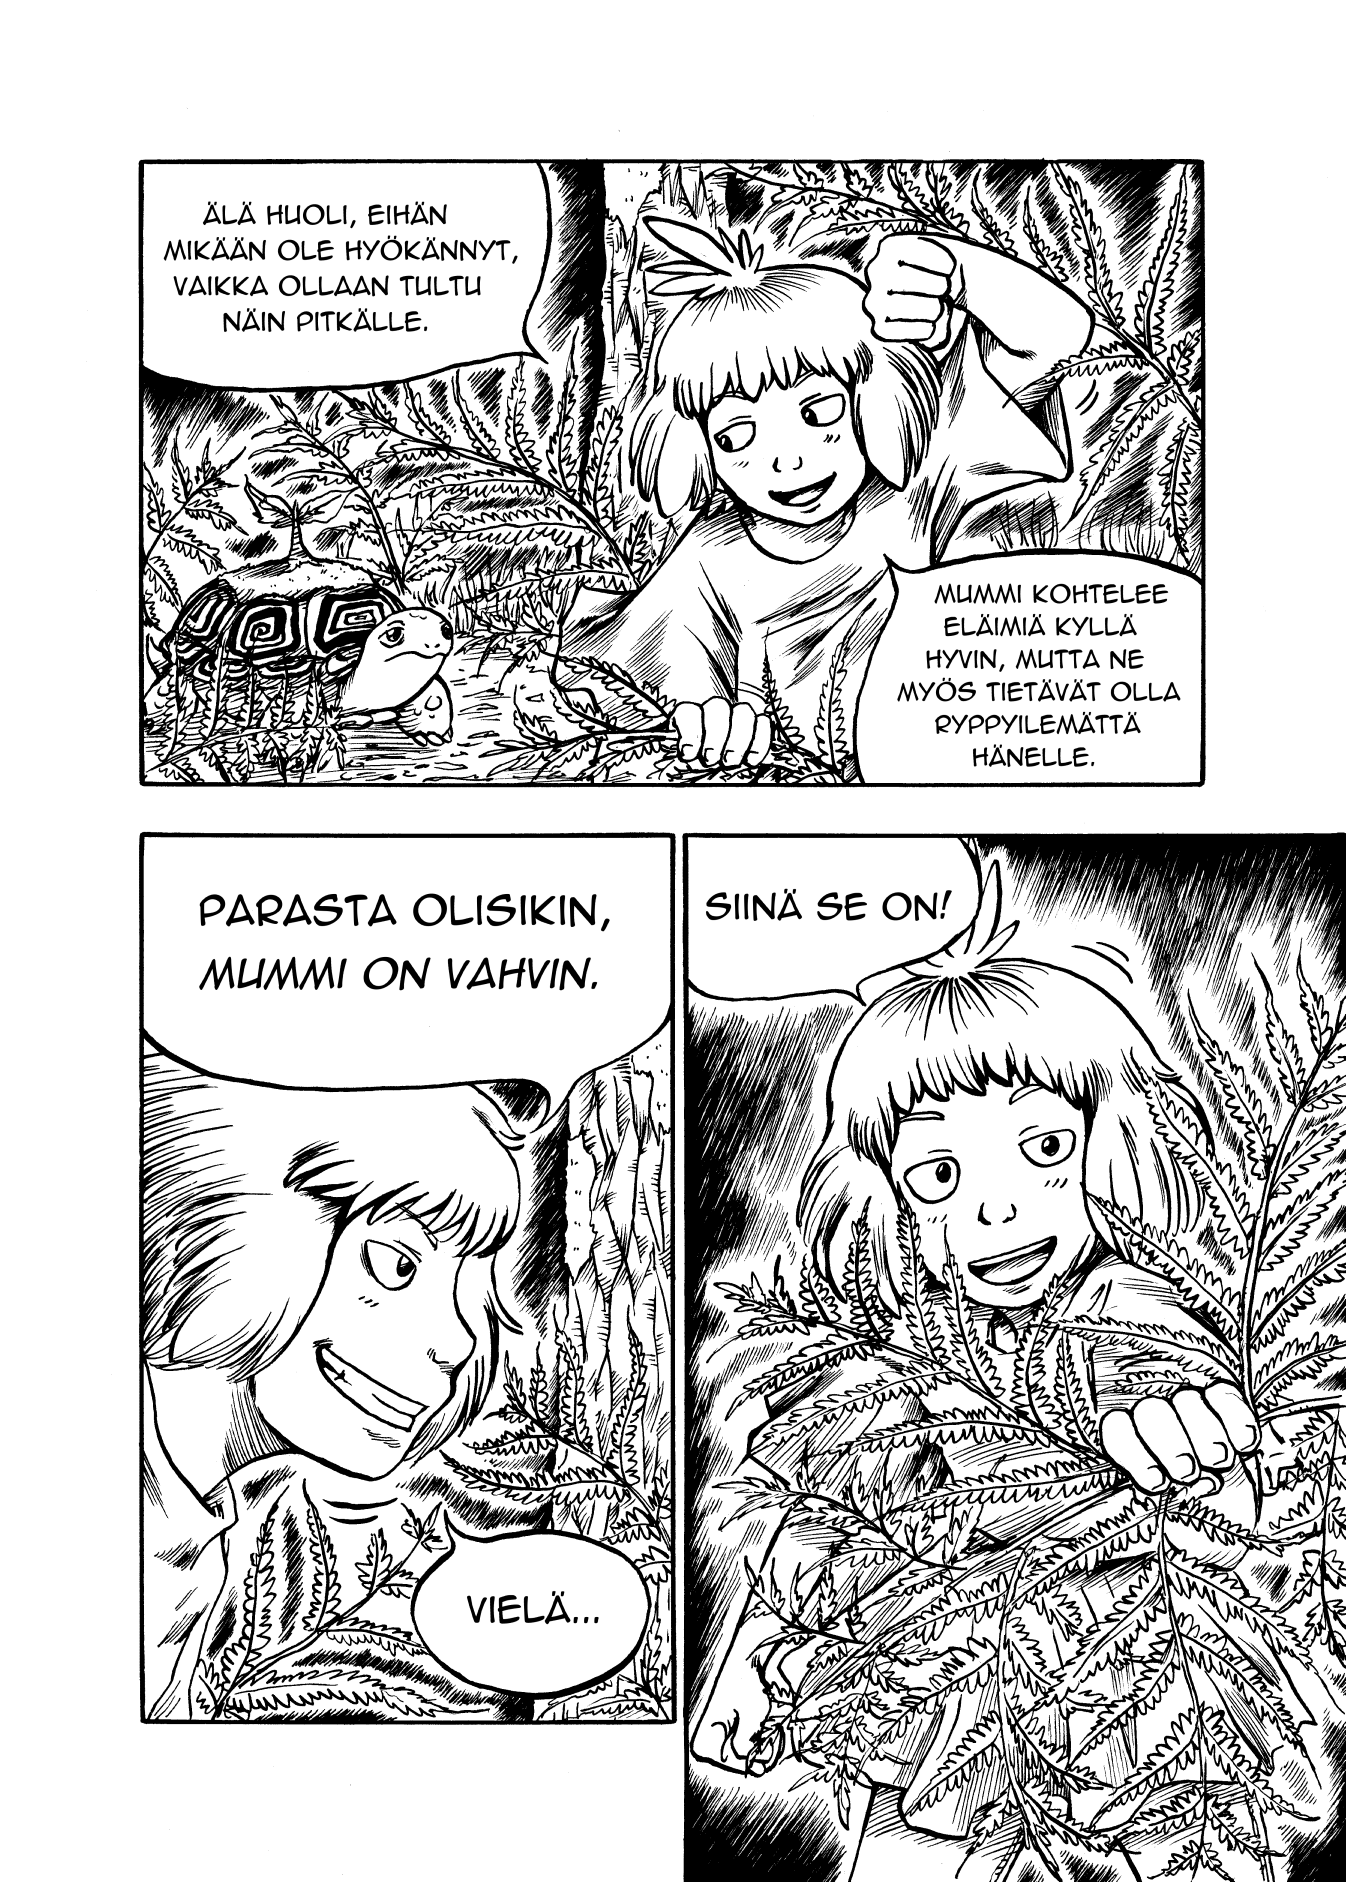 ÄLÄ HUOLI, EIHÄN
MIKÄÄN OLE HYÖKÄNNYT,
VAIKKA OLLAAN TULTU
NÄIN PITKÄLLE.
MUMMI KOHTELEE
ELÄIMIÄ KYLLÄ
HYVIN, MUTTA NE
MYÖS TIETÄVÄT OLLA
RYPPYILEMÄTTÄ
HÄNELLE.
PARASTA OLISIKIN,
MUMMI ON VAHVIN.
VIELÄ...
SIINÄ SE ON!